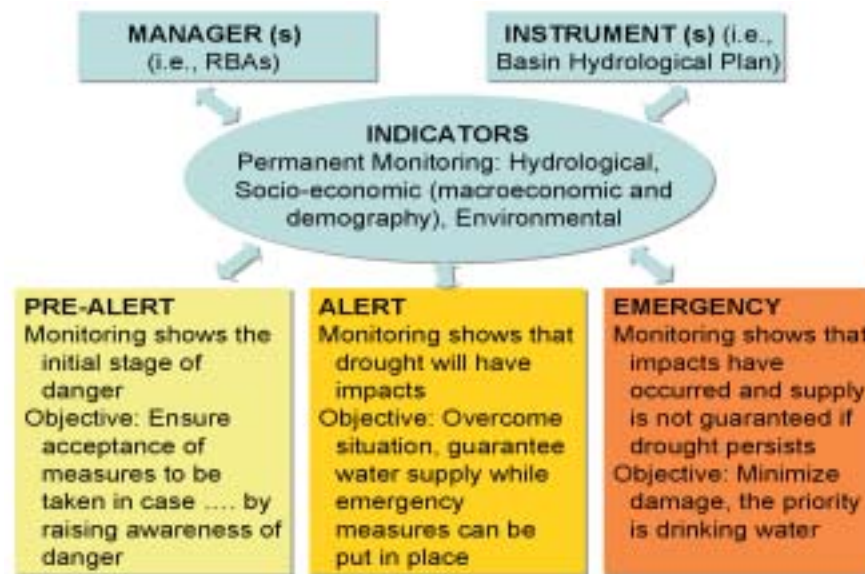 MANAGER (s)
(i.e., RBAs)
INSTRUMENT (s) (i.e.,
Basin Hydrological Plan)
INDICATORS
Permanent Monitoring: Hydrological,
Socio-economic (macroeconomic and
demography), Environmental
PRE-ALERT
Monitoring shows the
initial stage of
danger
Objective: Ensure
acceptance of
measures to be
taken in case .... by
raising awareness of
danger
ALERT
Monitoring shows that
drought will have
impacts
Objective: Overcome
situation, guarantee
water supply while
emergency
measures can be
put in place
EMERGENCY
Monitoring shows that
impacts have
occurred and supply
is not guaranteed if
drought persists
Objective: Minimize
damage, the priority
is drinking water